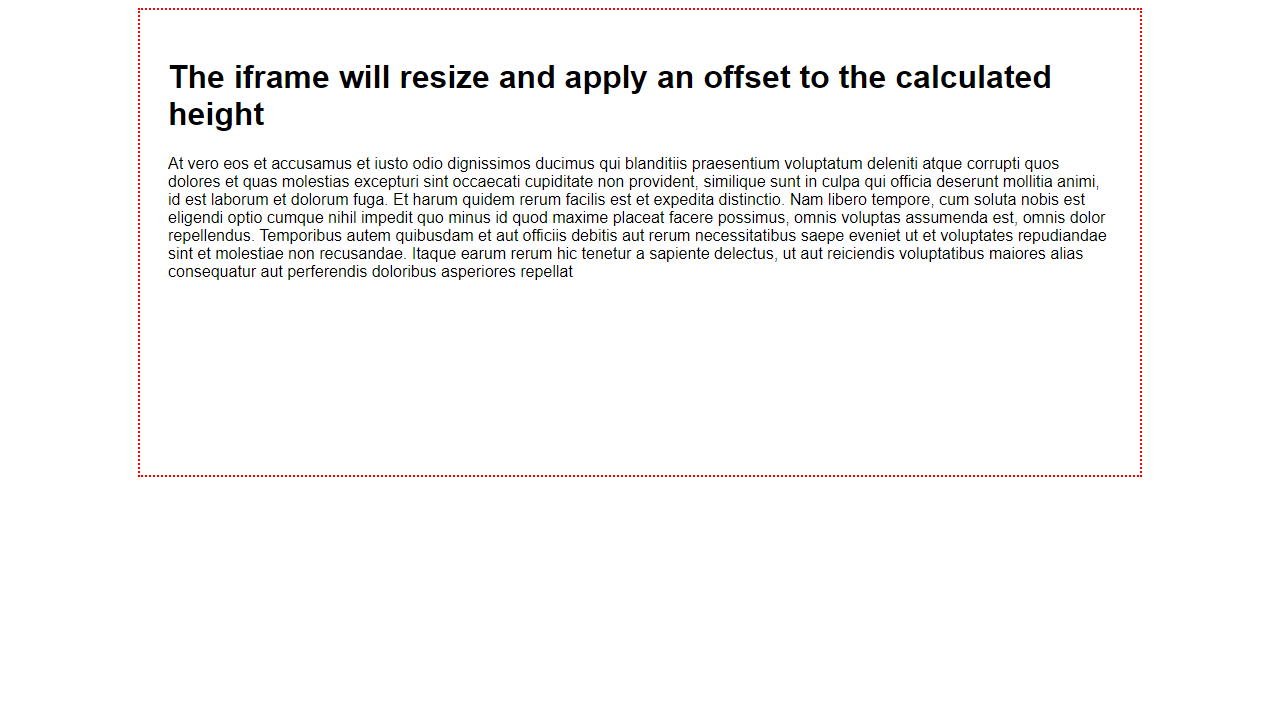 The iframe will resize and apply an offset to the calculated
height
At vero eos et accusamus et iusto odio dignissimos ducimus qui blanditiis praesentium voluptatum deleniti atque corrupti quos
dolores et quas molestias excepturi sint occaecati cupiditate non provident, similique sunt in culpa qui officia deserunt mollitia animi,
id est laborum et dolorum fuga. Et harum quidem rerum facilis est et expedita distinctio. Nam libero tempore, cum soluta nobis est
eligendi optio cumque nihil impedit quo minus id quod maxime placeat facere possimus, omnis voluptas assumenda est, omnis dolor
repellendus. Temporibus autem quibusdam et aut officiis debitis aut rerum necessitatibus saepe eveniet ut et voluptates repudiandae
sint et molestiae non recusandae. Itaque earum rerum hic tenetur a sapiente delectus, ut aut reiciendis voluptatibus maiores alias
consequatur aut perferendis doloribus asperiores repellat